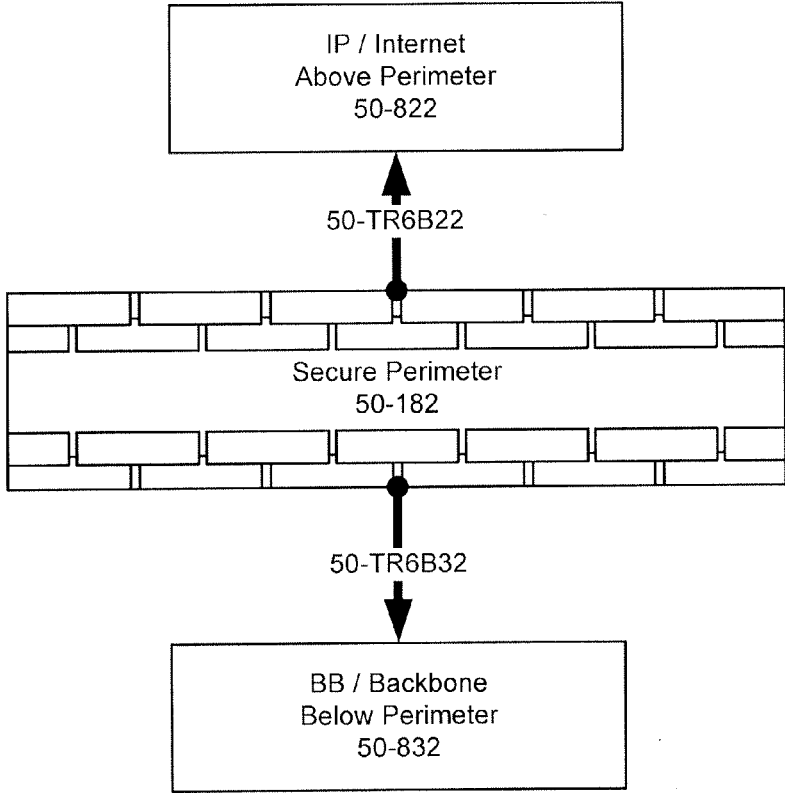 IP / Internet
Above Perimeter
50-822
50-TR6B22
Secure Perimeter
50-182
50-TR6B32
BB / Backbone
Below Perimeter
50-832